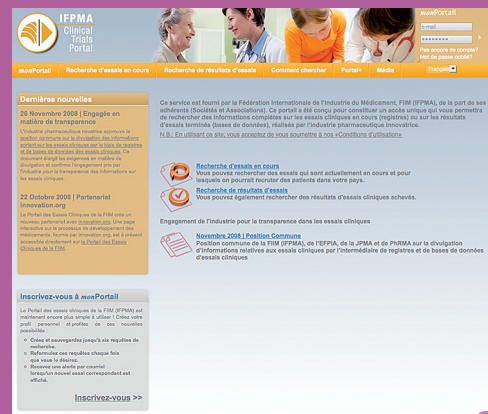 IFPMA
Clinical
Trials
Portal
monPortail
e-mail
Pas encore de compte?
Mot de passe oublié?
monPortail Recherche d'essais en cours Recherche de résultats d'essais Comment chercher Portail+ Média Français
Dernières nouvelles
26 Novembre 2008 | Engagée en
matière de transparence
L'industrie pharmaceutique novatrice approuve la
position commune sur la divulgation des informations
portant sur les essais cliniques par le biais de registres
et de bases de données des essais cliniques. Ce
document élargit les exigences en matière de
divulgation et confirme l'engagement pris par
l'industrie pour la transparence des informations sur
les essais cliniques.
22 Octobre 2008 | Partenariat
innovation.org
Le Portail des Essais Cliniques de la FIIM crée un
nouveau partenariat avec innovation.org. Une page
interactive sur le processus de développement des
médicaments, fournie par innovation.org, est à présent
accessible directement sur le Portail des Essais
Cliniques de la FIIM.
Inscrivez-vous à monPortail
Le Portail des essais cliniques de la FIIM (IFPMA) est
maintenant encore plus simple à utiliser ! Créez votre
profil personnel et profitez de ces nouvelles
possibilités :
Créez et sauvegardez jusqu'à six requêtes de
recherche.
Reformulez ces requêtes chaque fois
que vous le désirez.
Recevez une alerte par courriel
lorsqu'un nouvel essai correspondant est
affiché.
Inscrivez-vous >>
Ce service est fourni par la Fédération Internationale de l'Industrie du Médicament, FIIM (IFPMA), de la part de ses
adhérents (Sociétés et Associations). Ce portail a été conçu pour constituer un accès unique qui vous permettra
de rechercher des informations complètes sur les essais cliniques en cours (registres) ou sur les résultats
d'essais terminés (bases de données), réalisés par l'industrie pharmaceutique innovatrice.
N.B.: En utilisant ce site, vous acceptez de vous soumettre à nos «Conditions d'utilisation»
Recherche d'essais en cours
Vous pouvez rechercher des essais qui sont actuellement en cours et pour
lesquels on pourrait recruter des patients dans votre pays.
Recherche de résultats d'essais
Vous pouvez également rechercher des résultats d'essais cliniques achevés.
Engagement de l'industrie pour la transparence dans les essais cliniques
Novembre 2008 | Position Commune
Position commune de la FIIM (IFPMA), de l'EFPIA, de la JPMA et de PhRMA sur la divulgation
d'informations relatives aux essais cliniques par l'intermédiaire de registres et de bases de données
d'essais cliniques